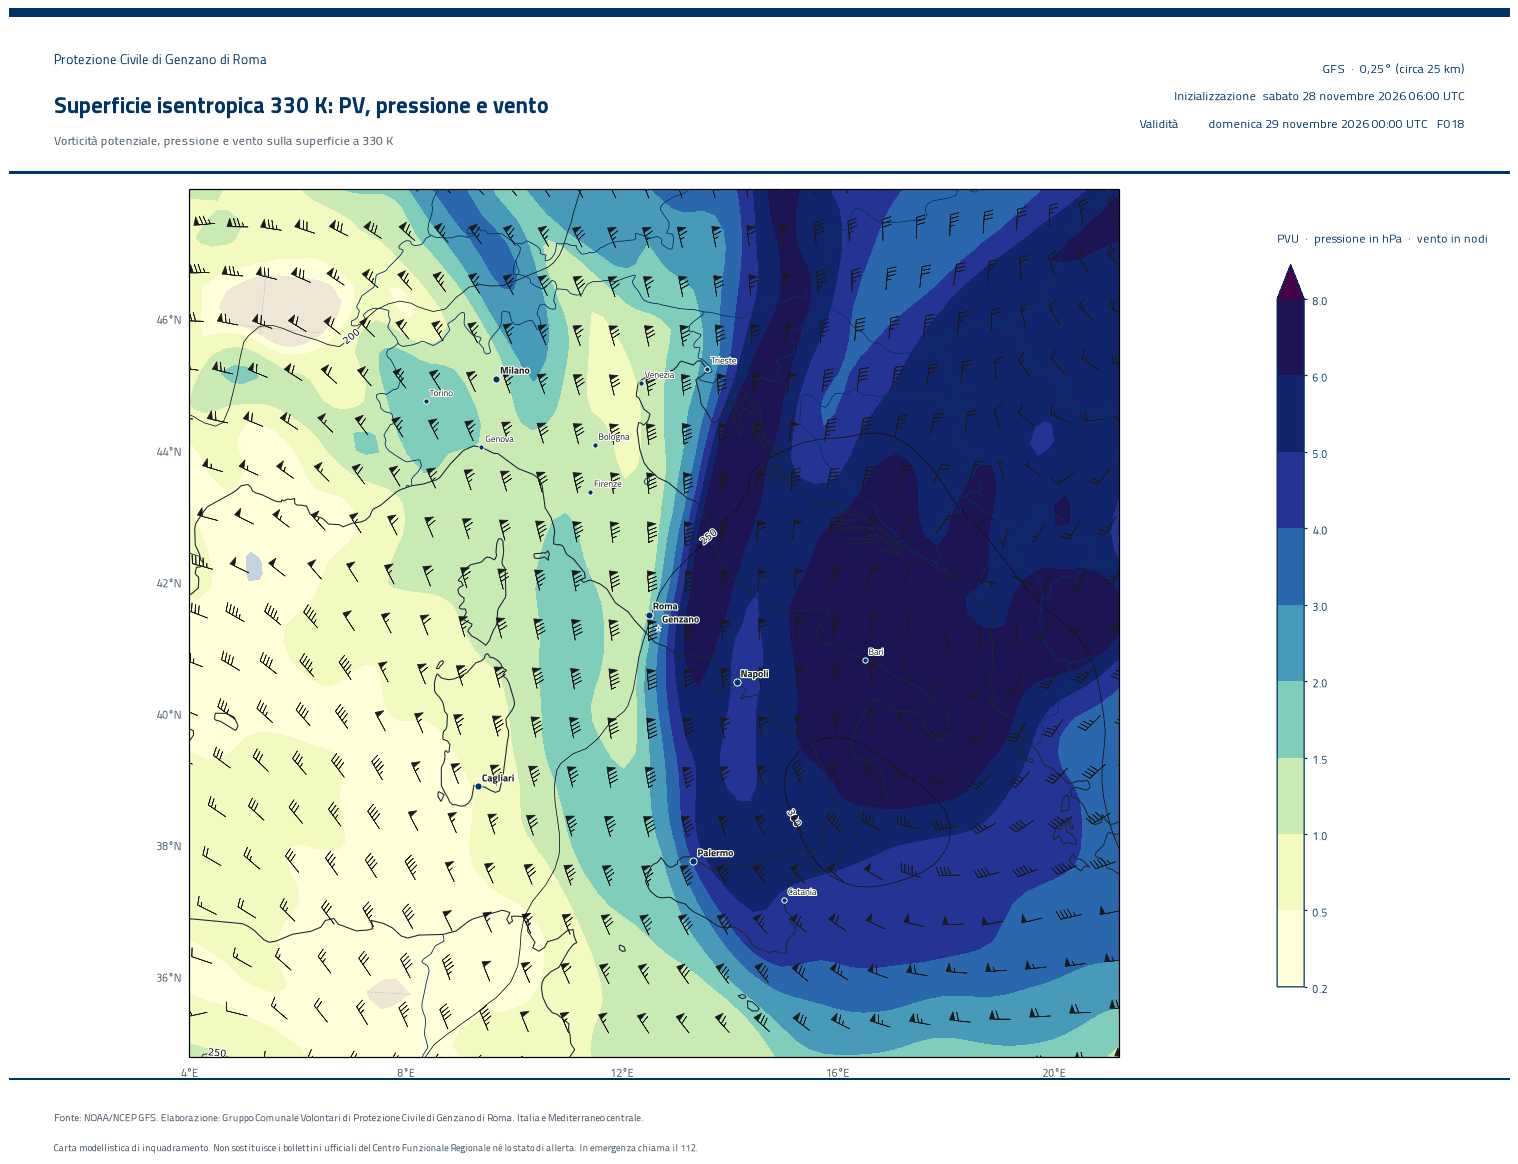 Protezione Civile di Genzano di Roma
Superficie isentropica 330 K: PV, pressione e vento
Vorticità potenziale, pressione e vento sulla superficie a 330 K
GFS · 0,25° (circa 25 km)
Inizializzazione sabato 28 novembre 2026 06:00 UTC
Validità domenica 29 novembre 2026 00:00 UTC F018
PVU · pressione in hPa · vento in nodi
8.0
6.0
5.0
4.0
3.0
2.0
1.5
1.0
0.5
0.2
46°N
44°N
42°N
40°N
38°N
36°N
4°E
8°E
12°E
16°E
20°E
200
Trieste
Milano
Venezia
Torino
Genova
Bologna
Firenze
250
Roma
Genzano
Bari
Napoli
Cagliari
Palermo
Catania
250
Fonte: NOAA/NCEP GFS. Elaborazione: Gruppo Comunale Volontari di Protezione Civile di Genzano di Roma. Italia e Mediterraneo centrale.
Carta modellistica di inquadramento. Non sostituisce i bollettini ufficiali del Centro Funzionale Regionale né lo stato di allerta. In emergenza chiama il 112.